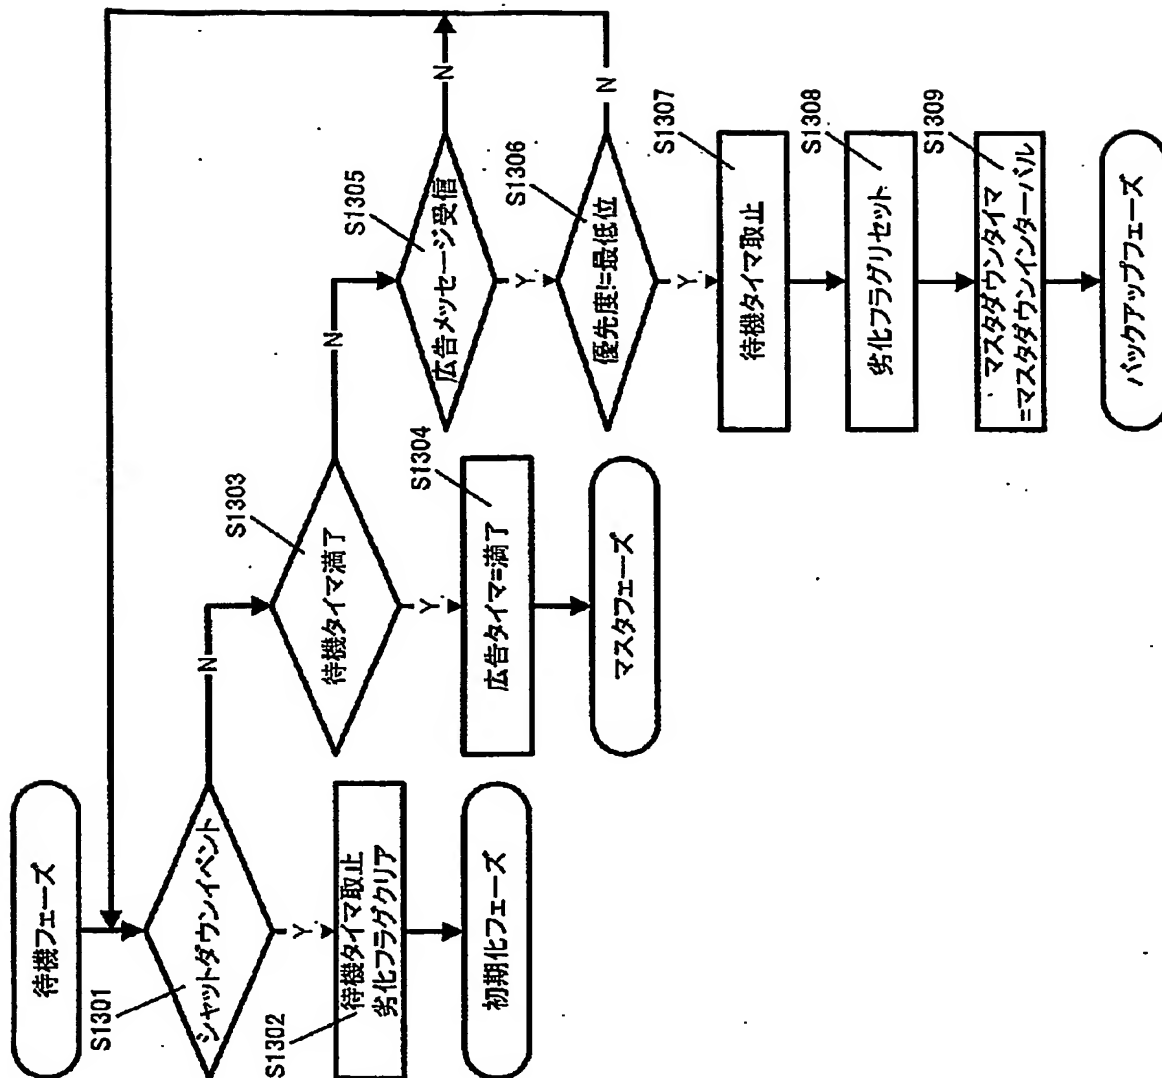 待機フェーズ
S1301
シャットダウンイベント
N
Y
S1302
待機タイマ取止
劣化フラグクリア
初期化フェーズ
S1303
待機タイマ満了
N
Y
S1304
広告タイマ=満了
マスタフェーズ
S1305
広告メッセージ受信
N
Y
S1306
優先度!=最低位
N
Y
S1307
待機タイマ取止
S1308
劣化フラグリセット
S1309
マスタダウンタイマ
=マスタダウンインターバル
バックアップフェーズ